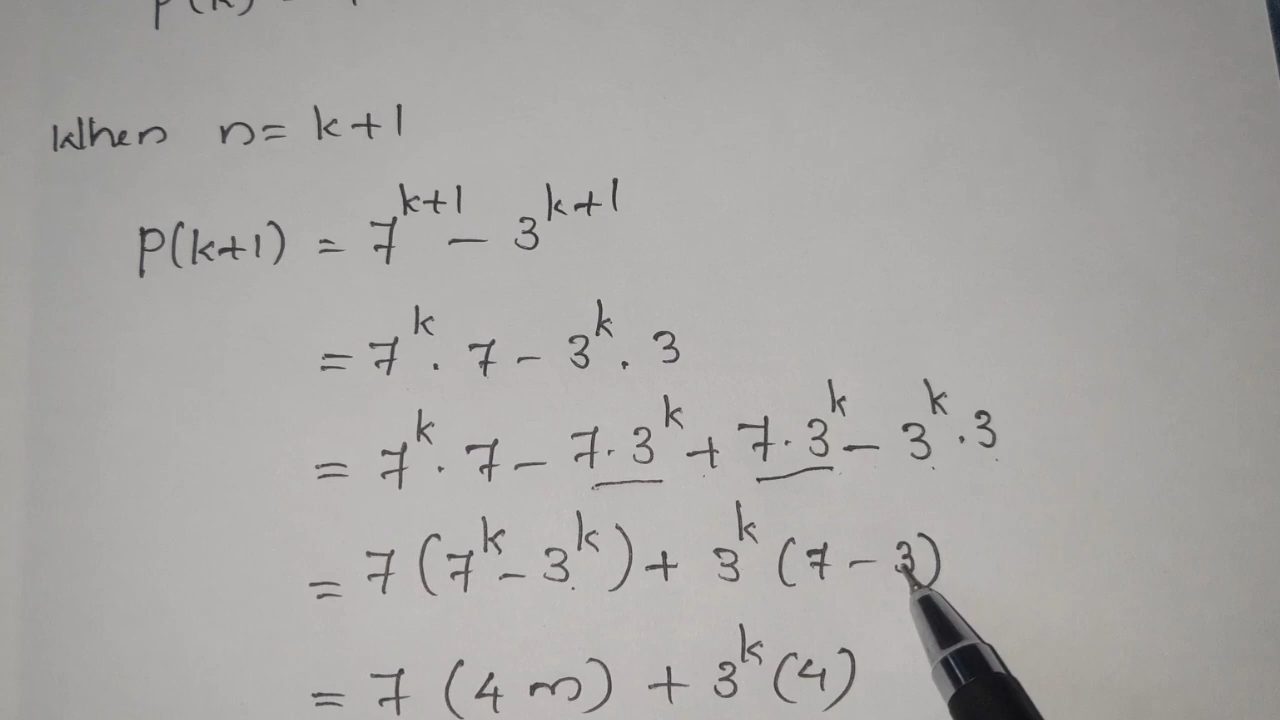 P(k)
When n = k+1
P(k+1) = 7^{k+1} - 3^{k+1}
= 7^k . 7 - 3^k . 3
= 7^k . 7 - 7 . 3^k + 7 . 3^k - 3^k . 3
= 7 (7^k - 3^k) + 3^k (7 - 3)
= 7 (4 m) + 3^k (4)